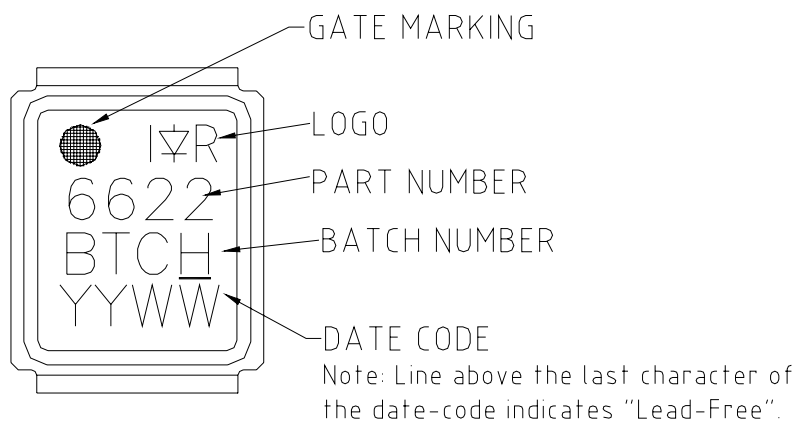 GATE MARKING
I R
LOGO
6622
PART NUMBER
BTCH
BATCH NUMBER
YYWW
DATE CODE
Note: Line above the last character of
the date-code indicates "Lead-Free".